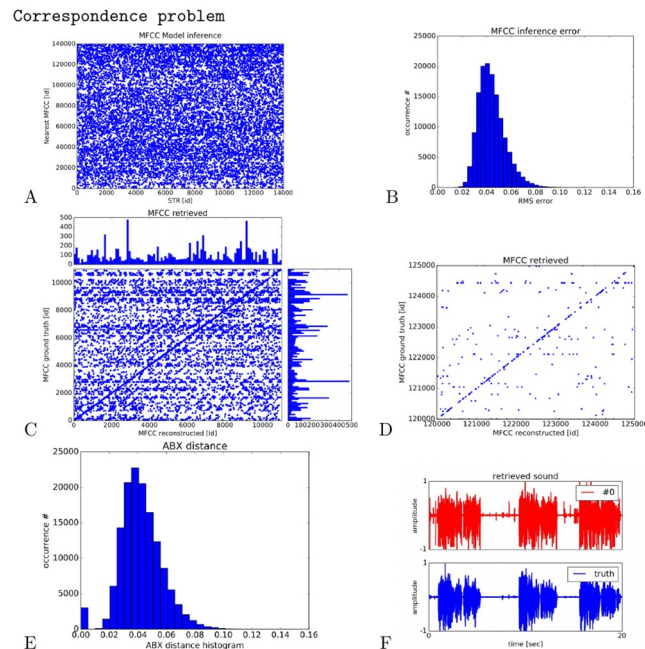 Correspondence problem
MFCC Model inference
140000
120000
100000
80000
60000
40000
20000
0
Nearest MFCC [id]
0 2000 4000 6000 8000 10000 12000 14000
STR [id]
A
MFCC inference error
25000
20000
15000
10000
5000
0
occurrence #
0.00 0.02 0.04 0.06 0.08 0.10 0.12 0.14 0.16
RMS error
B
MFCC retrieved
500
400
300
200
100
0
10000
8000
6000
4000
2000
0
MFCC ground truth [id]
0 2000 4000 6000 8000 10000
0 100200300400500
MFCC reconstructed [id]
C
MFCC retrieved
125000
124000
123000
122000
121000
120000
MFCC ground truth [id]
120000 121000 122000 123000 124000 125000
MFCC reconstructed [id]
D
ABX distance
25000
20000
15000
10000
5000
0
occurrence #
0.00 0.02 0.04 0.06 0.08 0.10 0.12 0.14 0.16
ABX distance histogram
E
retrieved sound
1
#0
amplitude
-1
1
truth
amplitude
-1
0 20
time [sec]
F